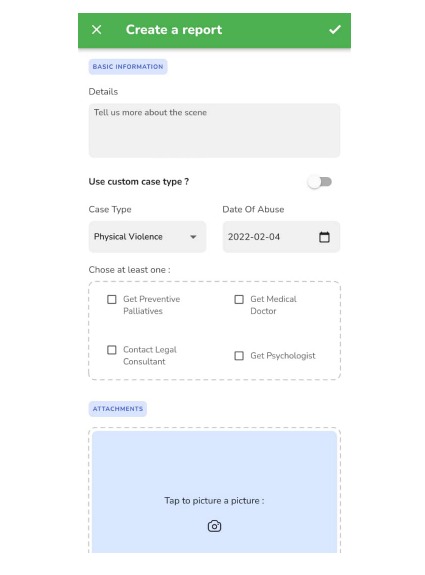 Create a report
BASIC INFORMATION
Details
Tell us more about the scene
Use custom case type ?
Case Type
Date Of Abuse
Physical Violence
2022-02-04
Chose at least one :
Get Preventive
Palliatives
Get Medical
Doctor
Contact Legal
Consultant
Get Psychologist
ATTACHMENTS
Tap to picture a picture :